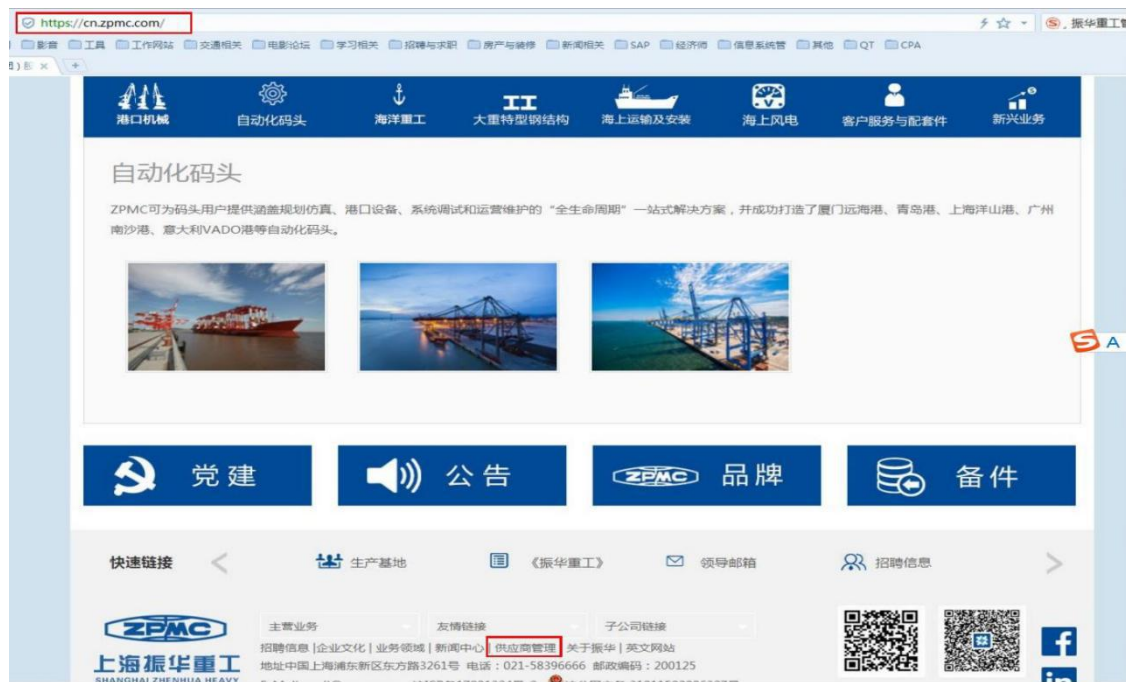 https://cn.zpmc.com/
振华重工
影音 工具 工作网站 交通相关 电影论坛 学习相关 招聘与求职 房产与装修 新闻相关 SAP 经济师 信息系统管 其他 QT CPA
港口机械 自动化码头 海洋重工 大重特型钢结构 海上运输及安装 海上风电 客户服务与配套件 新兴业务
自动化码头
ZPMC可为码头用户提供涵盖规划仿真、港口设备、系统调试和运营维护的“全生命周期”一站式解决方案，并成功打造了厦门远海港、青岛港、上海洋山港、广州
南沙港、意大利VADO港等自动化码头。
A
党建 公告 ZPMC 品牌 备件
快速链接 生产基地 《振华重工》 领导邮箱 招聘信息
ZPMC 主营业务 友情链接 子公司链接
招聘信息|企业文化|业务领域|新闻中心|供应商管理|关于振华|英文网站
上海振华重工 地址中国上海浦东新区东方路3261号 电话：021-58396666 邮政编码：200125
SHANGHAI ZHENHUA HEAVY